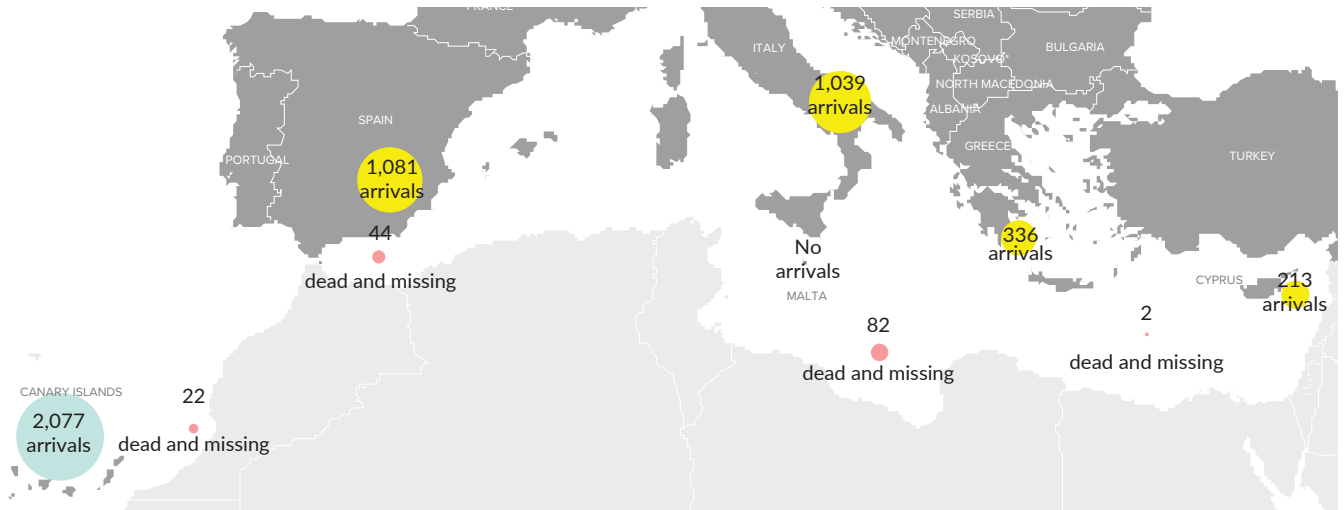 FRANCE
SERBIA
ITALY
MONTENEGRO
BULGARIA
KOSOVO*
1,039
arrivals
NORTH MACEDONIA
ALBANIA
SPAIN
GREECE
PORTUGAL
TURKEY
1,081
arrivals
44
dead and missing
No
arrivals
MALTA
336
arrivals
CYPRUS
213
arrivals
82
dead and missing
2
dead and missing
CANARY ISLANDS
2,077
arrivals
22
dead and missing